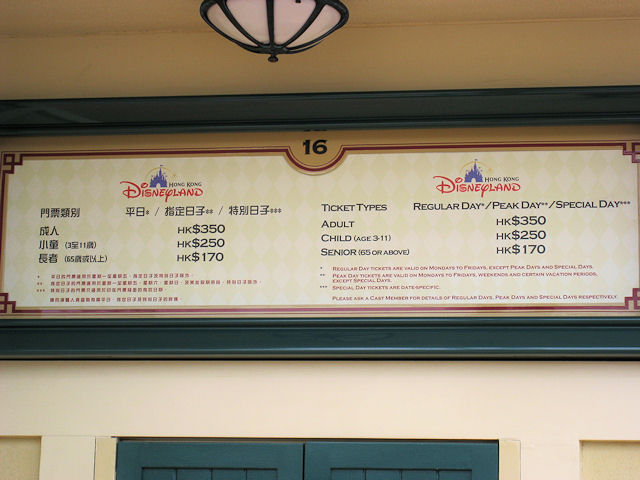 16
HONG KONG
DISNEYLAND
門票類別 平日* / 指定日子** / 特別日子***
成人 HK$350
小童 (3至11歲) HK$250
長者 (65歲或以上) HK$170
HONG KONG
DISNEYLAND
TICKET TYPES REGULAR DAY*/PEAK DAY**/SPECIAL DAY***
ADULT HK$350
CHILD (AGE 3-11) HK$250
SENIOR (65 OR ABOVE) HK$170
* REGULAR DAY TICKETS ARE VALID ON MONDAYS TO FRIDAYS, EXCEPT PEAK DAYS AND SPECIAL DAYS.
** PEAK DAY TICKETS ARE VALID ON MONDAYS TO FRIDAYS, WEEKENDS AND CERTAIN VACATION PERIODS,
EXCEPT SPECIAL DAYS.
*** SPECIAL DAY TICKETS ARE DATE-SPECIFIC.
PLEASE ASK A CAST MEMBER FOR DETAILS OF REGULAR DAYS, PEAK DAYS AND SPECIAL DAYS RESPECTIVELY.